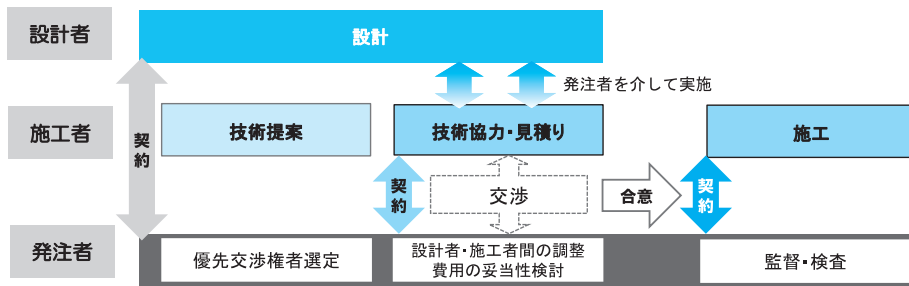 設計者
設計
発注者を介して実施
施工者
技術提案
技術協力・見積り
施工
契約
契約
交渉
合意
契約
発注者
優先交渉権者選定
設計者・施工者間の調整
費用の妥当性検討
監督・検査